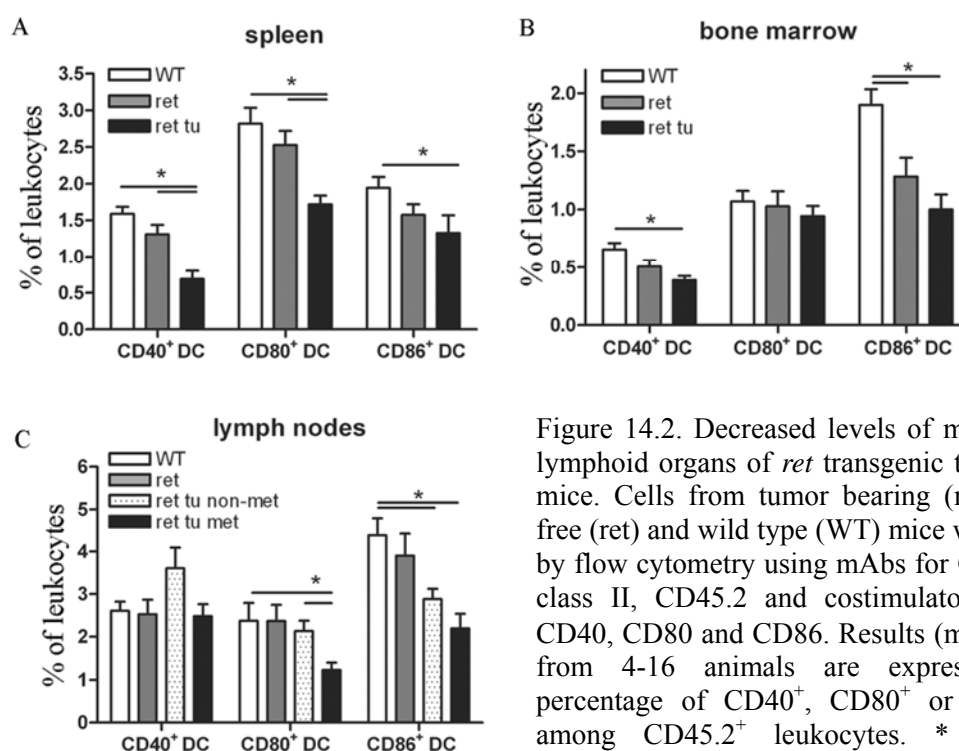 A
spleen
WT
ret
ret tu
% of leukocytes
3.5
3.0
2.5
2.0
1.5
1.0
0.5
0.0
*
*
*
CD40⁺ DC
CD80⁺ DC
CD86⁺ DC
B
bone marrow
WT
ret
ret tu
% of leukocytes
2.0
1.5
1.0
0.5
0.0
*
*
CD40⁺ DC
CD80⁺ DC
CD86⁺ DC
C
lymph nodes
WT
ret
ret tu non-met
ret tu met
% of leukocytes
6
5
4
3
2
1
0
*
*
CD40⁺ DC
CD80⁺ DC
CD86⁺ DC
Figure 14.2. Decreased levels of m
lymphoid organs of ret transgenic t
mice. Cells from tumor bearing (r
free (ret) and wild type (WT) mice w
by flow cytometry using mAbs for C
class II, CD45.2 and costimulato
CD40, CD80 and CD86. Results (m
from 4-16 animals are expres
percentage of CD40⁺, CD80⁺ or
among CD45.2⁺ leukocytes. *